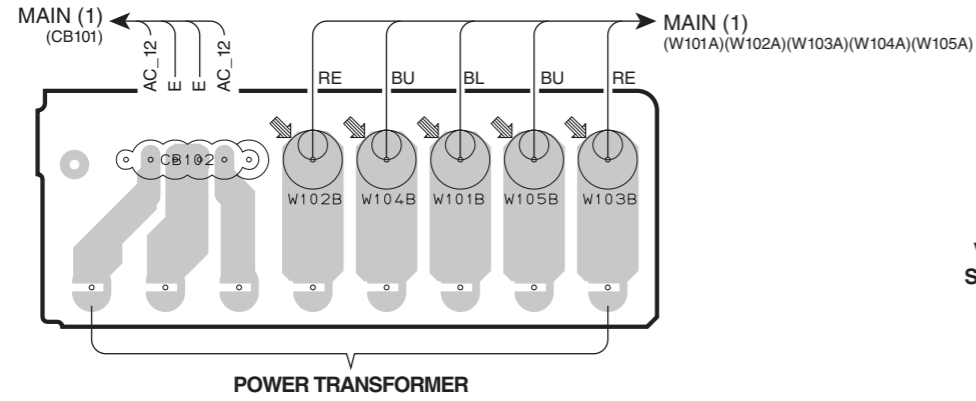 MAIN (1)
(CB101)
MAIN (1)
(W101A)(W102A)(W103A)(W104A)(W105A)
AC_12
E
E
AC_12
RE
BU
BL
BU
RE
CB102
W102B
W104B
W101B
W105B
W103B
POWER TRANSFORMER